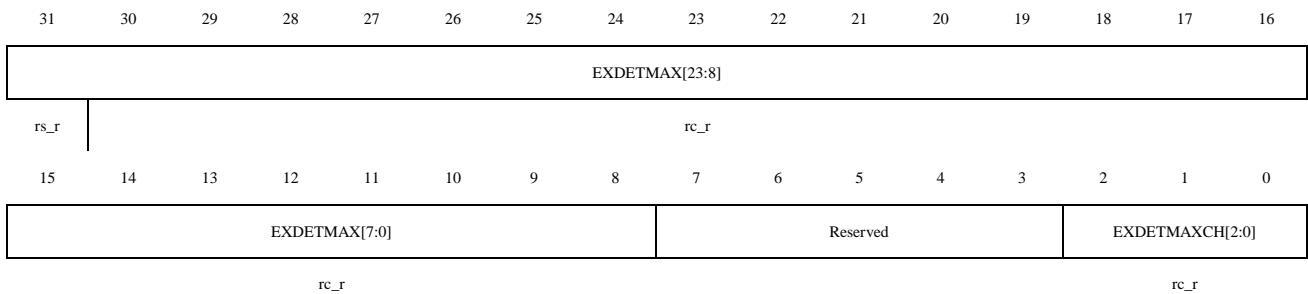 31 30 29 28 27 26 25 24 23 22 21 20 19 18 17 16
EXDETMAX[23:8]
rs_r rc_r
15 14 13 12 11 10 9 8 7 6 5 4 3 2 1 0
EXDETMAX[7:0] Reserved EXDETMAXCH[2:0]
rc_r rc_r